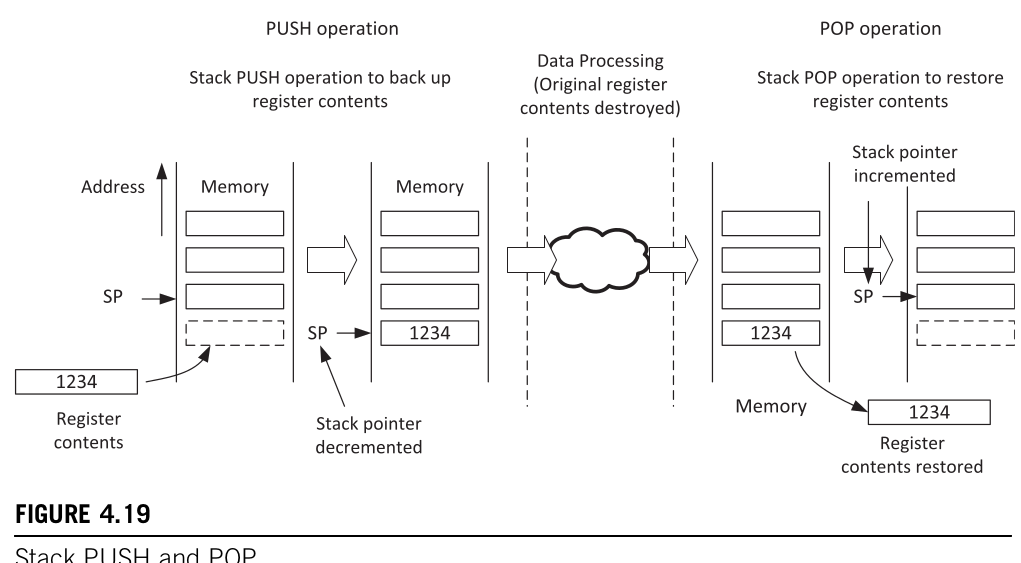 PUSH operation
Stack PUSH operation to back up
register contents
Data Processing
(Original register
contents destroyed)
POP operation
Stack POP operation to restore
register contents
Stack pointer
incremented
Address
Memory
Memory
SP
SP
1234
1234
SP
1234
1234
Register
contents
Stack pointer
decremented
Memory
Register
contents restored
FIGURE 4.19
Stack PUSH and POP